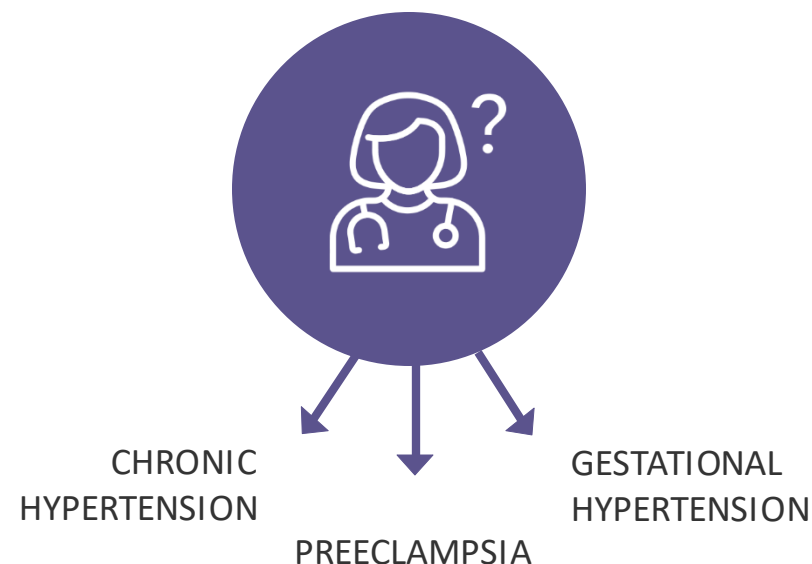 ?
CHRONIC
HYPERTENSION
PREECLAMPSIA
GESTATIONAL
HYPERTENSION